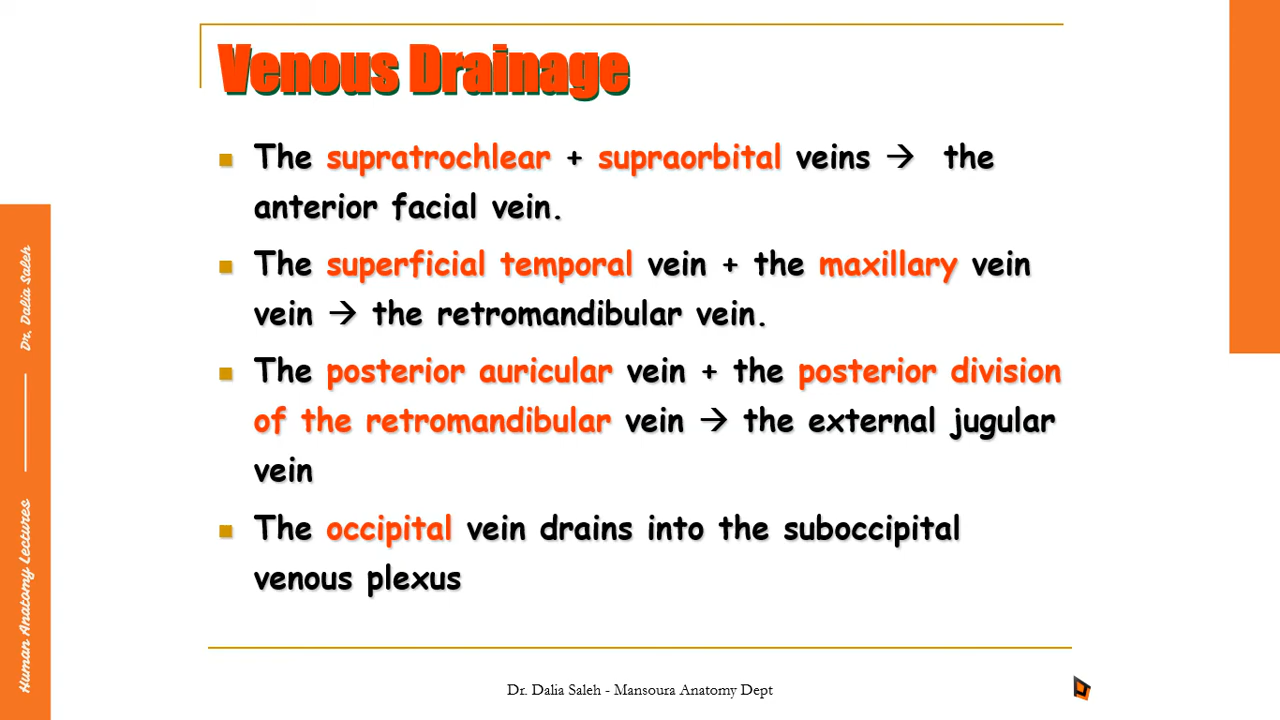 Venous Drainage
The supratrochlear + supraorbital veins → the
anterior facial vein.
The superficial temporal vein + the maxillary vein
vein → the retromandibular vein.
The posterior auricular vein + the posterior division
of the retromandibular vein → the external jugular
vein
The occipital vein drains into the suboccipital
venous plexus
Dr. Dalia Saleh - Mansoura Anatomy Dept
Human Anatomy Lectures Dr. Dalia Saleh